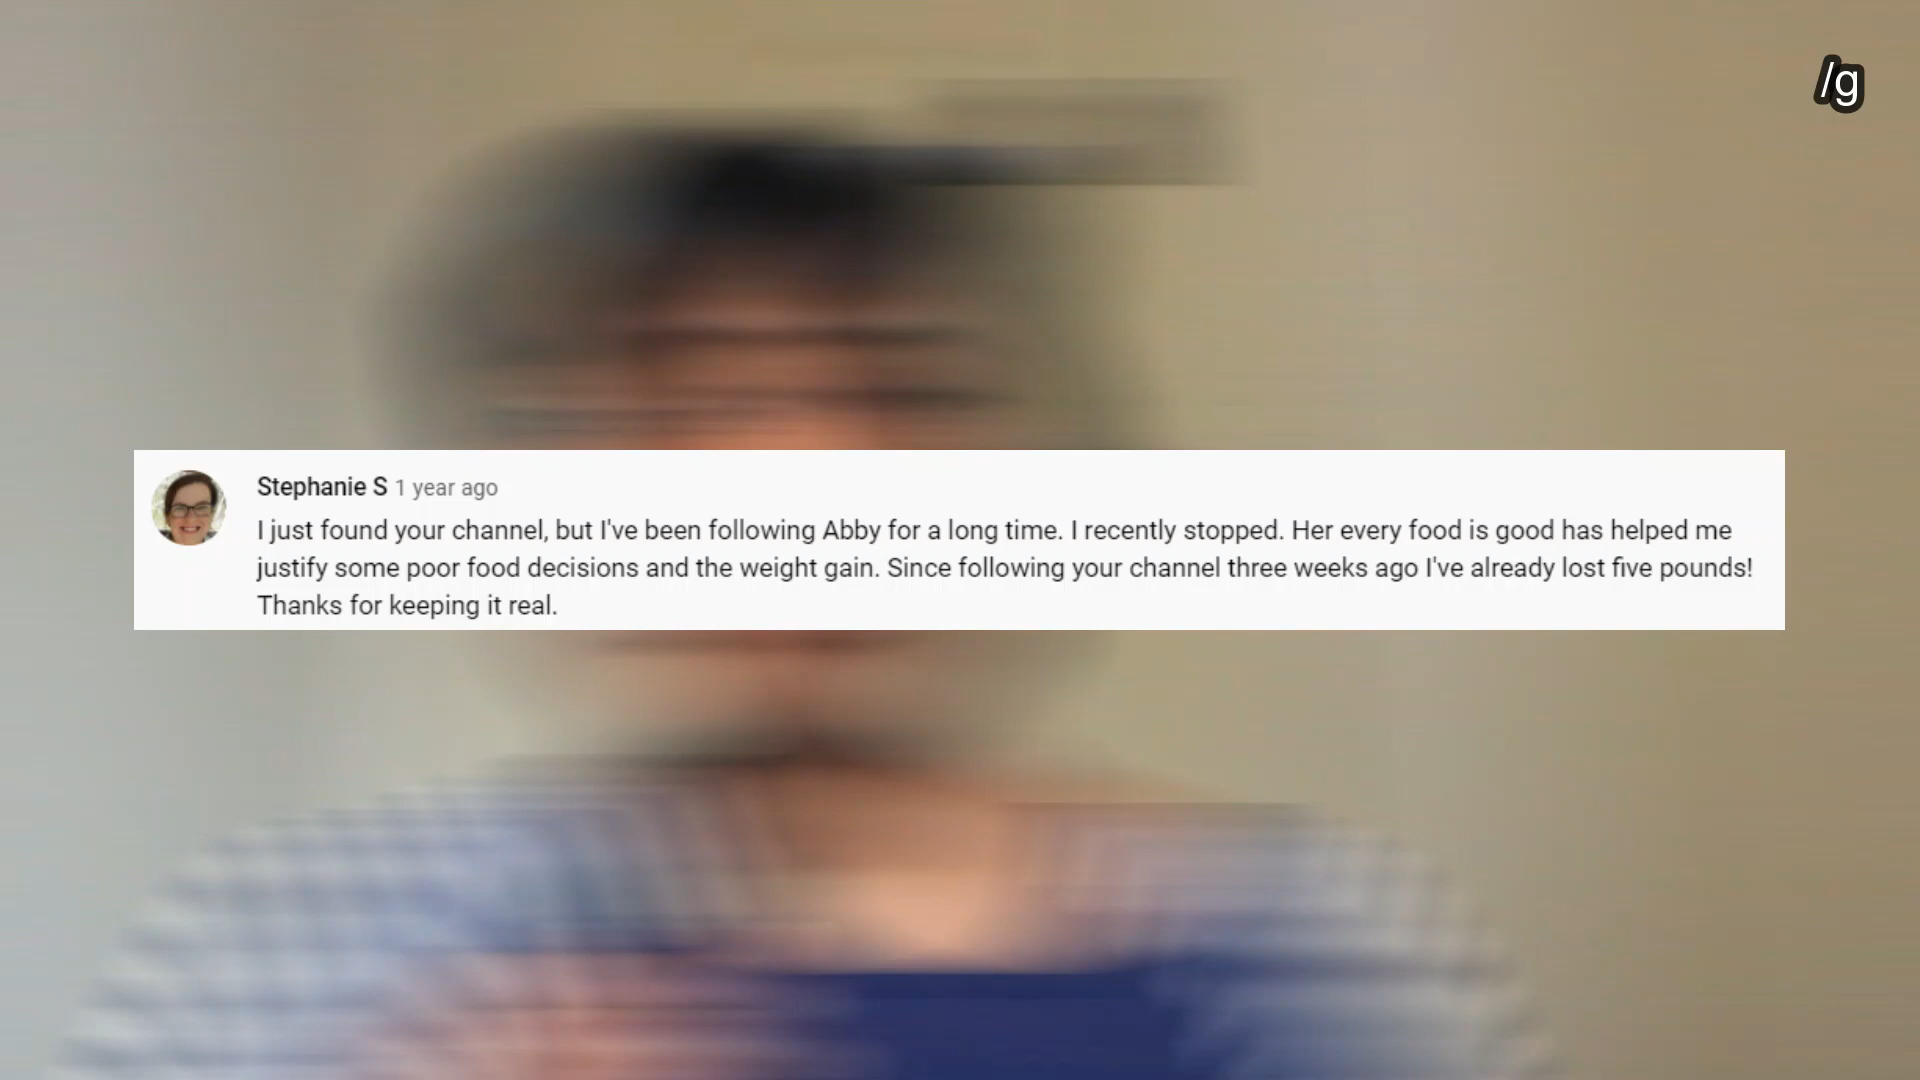 /g
Stephanie S 1 year ago
I just found your channel, but I've been following Abby for a long time. I recently stopped. Her every food is good has helped me
justify some poor food decisions and the weight gain. Since following your channel three weeks ago I've already lost five pounds!
Thanks for keeping it real.